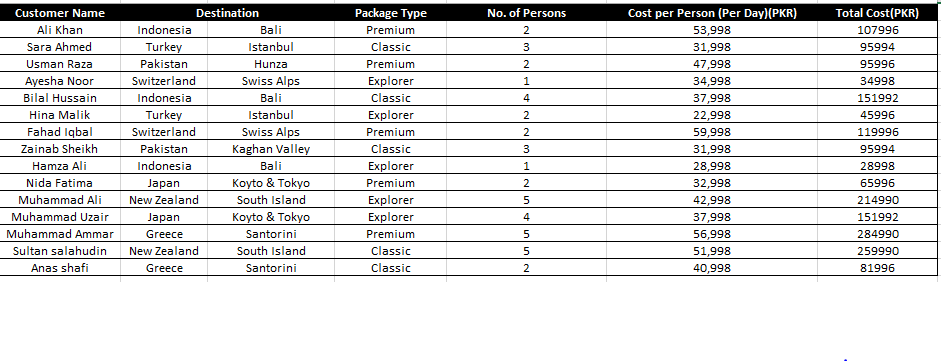 Customer Name Destination Package Type No. of Persons Cost per Person (Per Day)(PKR) Total Cost(PKR)
Ali Khan Indonesia Bali Premium 2 53,998 107996
Sara Ahmed Turkey Istanbul Classic 3 31,998 95994
Usman Raza Pakistan Hunza Premium 2 47,998 95996
Ayesha Noor Switzerland Swiss Alps Explorer 1 34,998 34998
Bilal Hussain Indonesia Bali Classic 4 37,998 151992
Hina Malik Turkey Istanbul Explorer 2 22,998 45996
Fahad Iqbal Switzerland Swiss Alps Premium 2 59,998 119996
Zainab Sheikh Pakistan Kaghan Valley Classic 3 31,998 95994
Hamza Ali Indonesia Bali Explorer 1 28,998 28998
Nida Fatima Japan Koyto & Tokyo Premium 2 32,998 65996
Muhammad Ali New Zealand South Island Explorer 5 42,998 214990
Muhammad Uzair Japan Koyto & Tokyo Explorer 4 37,998 151992
Muhammad Ammar Greece Santorini Premium 5 56,998 284990
Sultan salahudin New Zealand South Island Classic 5 51,998 259990
Anas shafi Greece Santorini Classic 2 40,998 81996